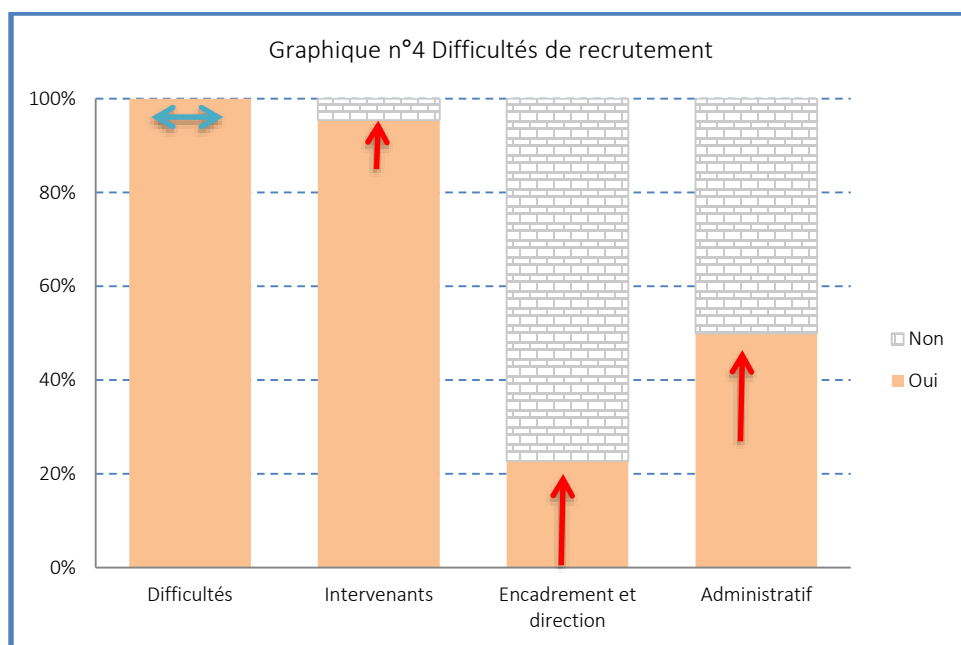 Graphique n°4 Difficultés de recrutement
100%
80%
60%
40%
20%
0%
Difficultés
Intervenants
Encadrement et
direction
Administratif
Non
Oui